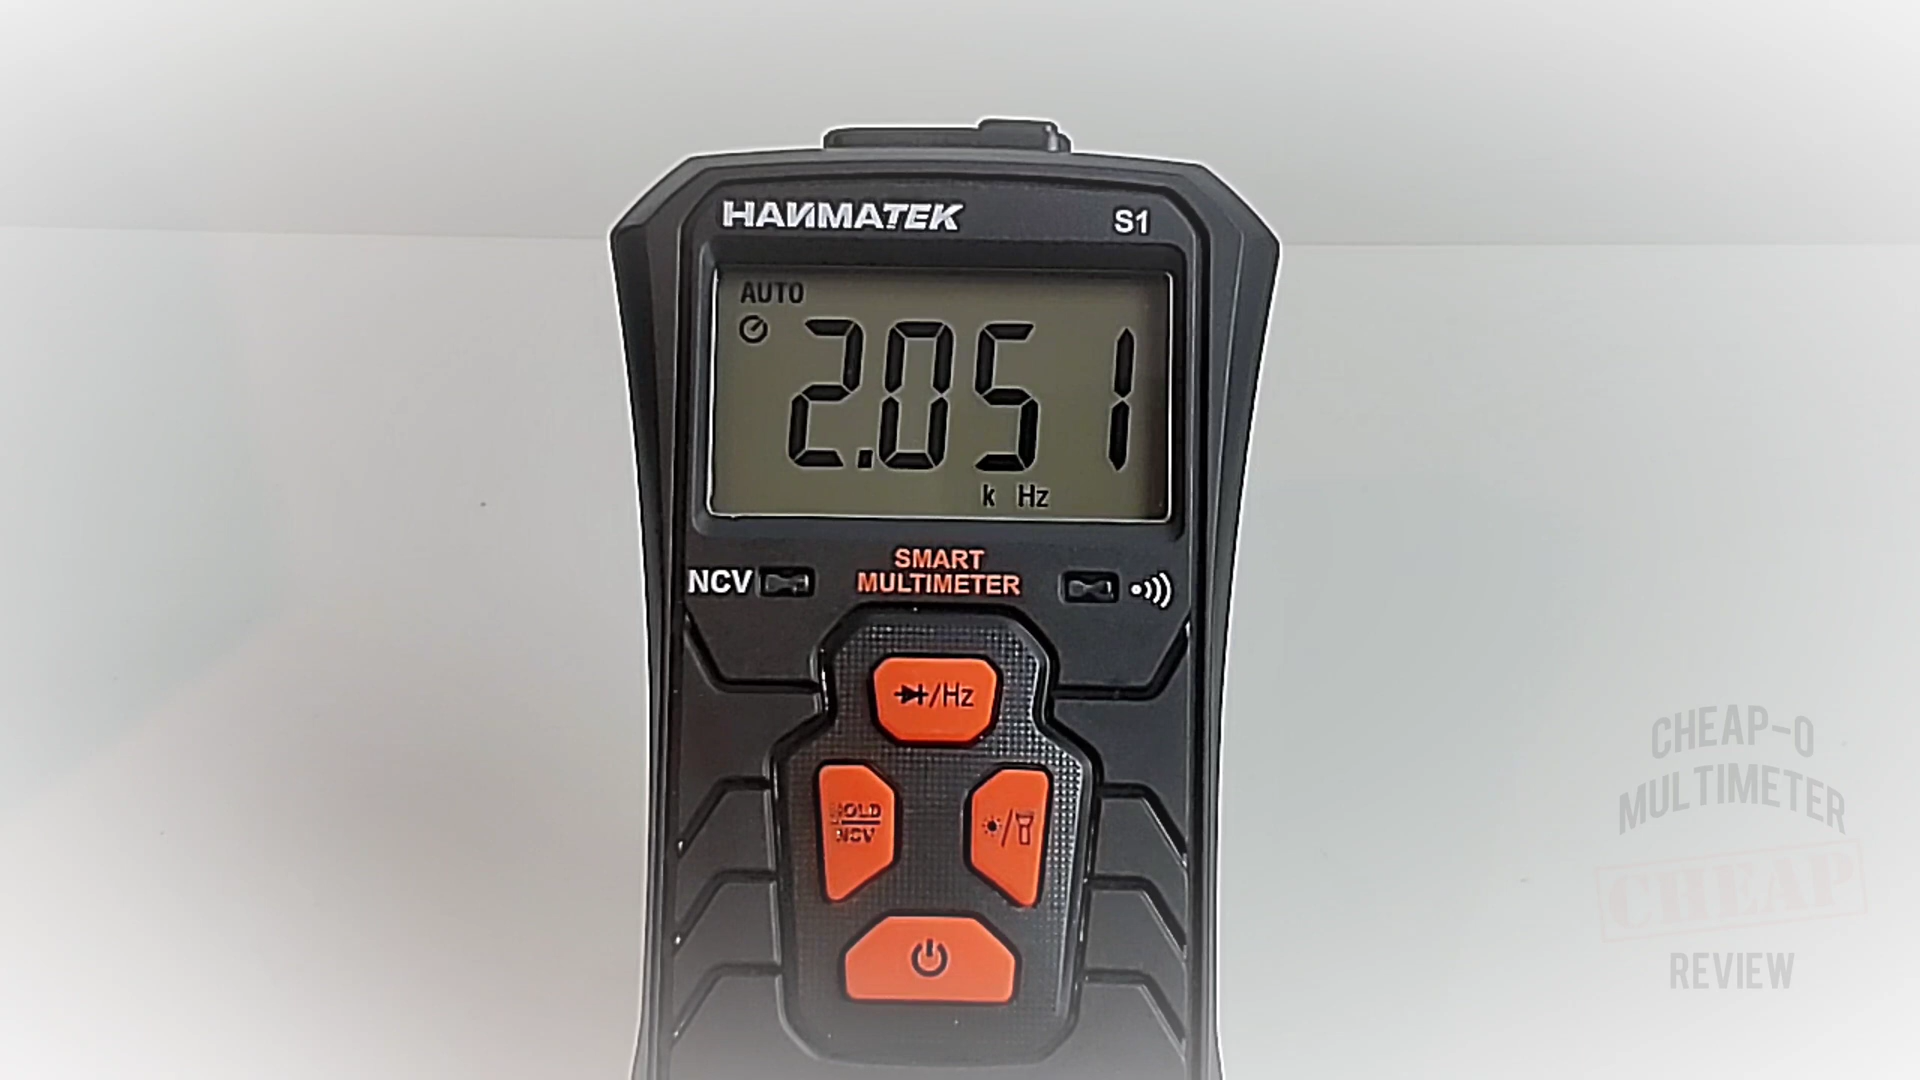 HANMATEK
S1
AUTO
2.051
k Hz
NCV
SMART
MULTIMETER
/Hz
HOLD
NCV
/
CHEAP-O
MULTIMETER
CHEAP
REVIEW